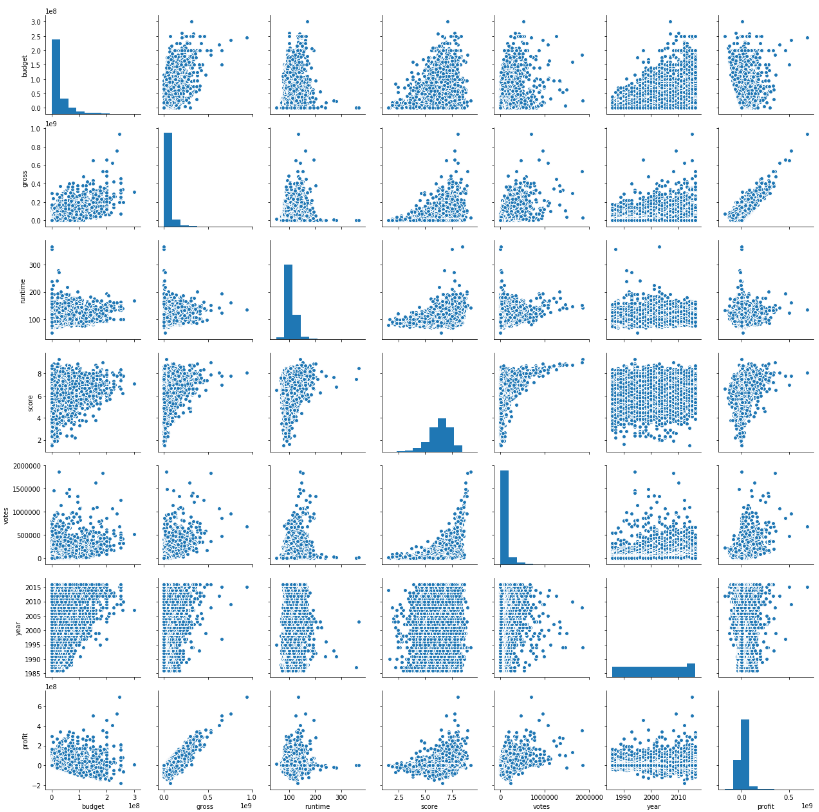 1e8
3.0
2.5
2.0
1.5
1.0
0.5
0.0
budget
1e9
1.0
0.8
0.6
0.4
0.2
0.0
gross
300
200
100
runtime
8
6
4
2
score
2000000
1500000
1000000
500000
0
votes
2015
2010
2005
2000
1995
1990
1985
year
1e8
6
4
2
0
−2
profit
0 1 2 3
1e8
budget
0.0 0.5 1.0
1e9
gross
100 200 300
runtime
2.5 5.0 7.5
score
0 1000000 2000000
votes
1990 2000 2010
year
0.0 0.5 1.0
1e9
profit